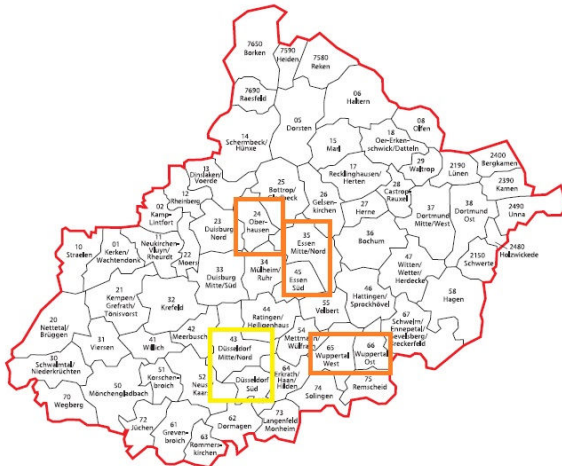 7650
Borken
7590
Heiden
7580
Reken
7690
Raesfeld
06
Haltern
05
Dorsten
14
Schermbeck/
Hünxe
08
Olfen
18
Oer-Erken-
schwick/Datteln
15
Marl
2400
Bergkamen
29
Waltrop
2190
Lünen
2390
Kamen
13
Dinslaken/
Voerde
17
Recklinghausen/
Herten
25
Bottrop/
12
Rheinberg
28
Castrop-
Rauxel
26
Gelsen-
kirchen
27
Herne
37
Dortmund
Mitte/West
38
Dortmund
Ost
2490
Unna
02
Kamp-
Lintfort
24
Ober-
hausen
23
Duisburg
Nord
35
Essen
Mitte/Nord
36
Bochum
2480
Holzwickede
10
Straelen
01
Kerken/
Wachtendonk
11
Neukirchen-
Vluyn/
Rheurdt
22
Moers
2150
Schwerte
47
Witten/
Wetter/
Herdecke
34
Mülheim/
Ruhr
33
Duisburg
Mitte/Süd
45
Essen
Süd
46
Hattingen/
Sprockhövel
58
Hagen
21
Kempen/
Grefrath/
Tönisvorst
32
Krefeld
55
Velbert
44
Ratingen/
Heiligenhaus
67
Schwelm/
Ennepetal/
20
Nettetal/
Brüggen
42
Meerbusch
43
Düsseldorf
Mitte/Nord
54
Mettmann/
Wülfrath
65
Wuppertal
West
66
Wuppertal
Ost
31
Viersen
41
Willich
30
Schwalmtal/
Niederkrüchten
51
Korschen-
broich
52
Düsseldorf
Süd
64
Erkrath/
Haan/
Hilden
75
Remscheid
74
Solingen
50
Mönchengladbach
70
Wegberg
72
Jüchen
61
Greven-
broich
62
Dormagen
73
Langenfeld
Monheim
63
Rommers-
kirchen